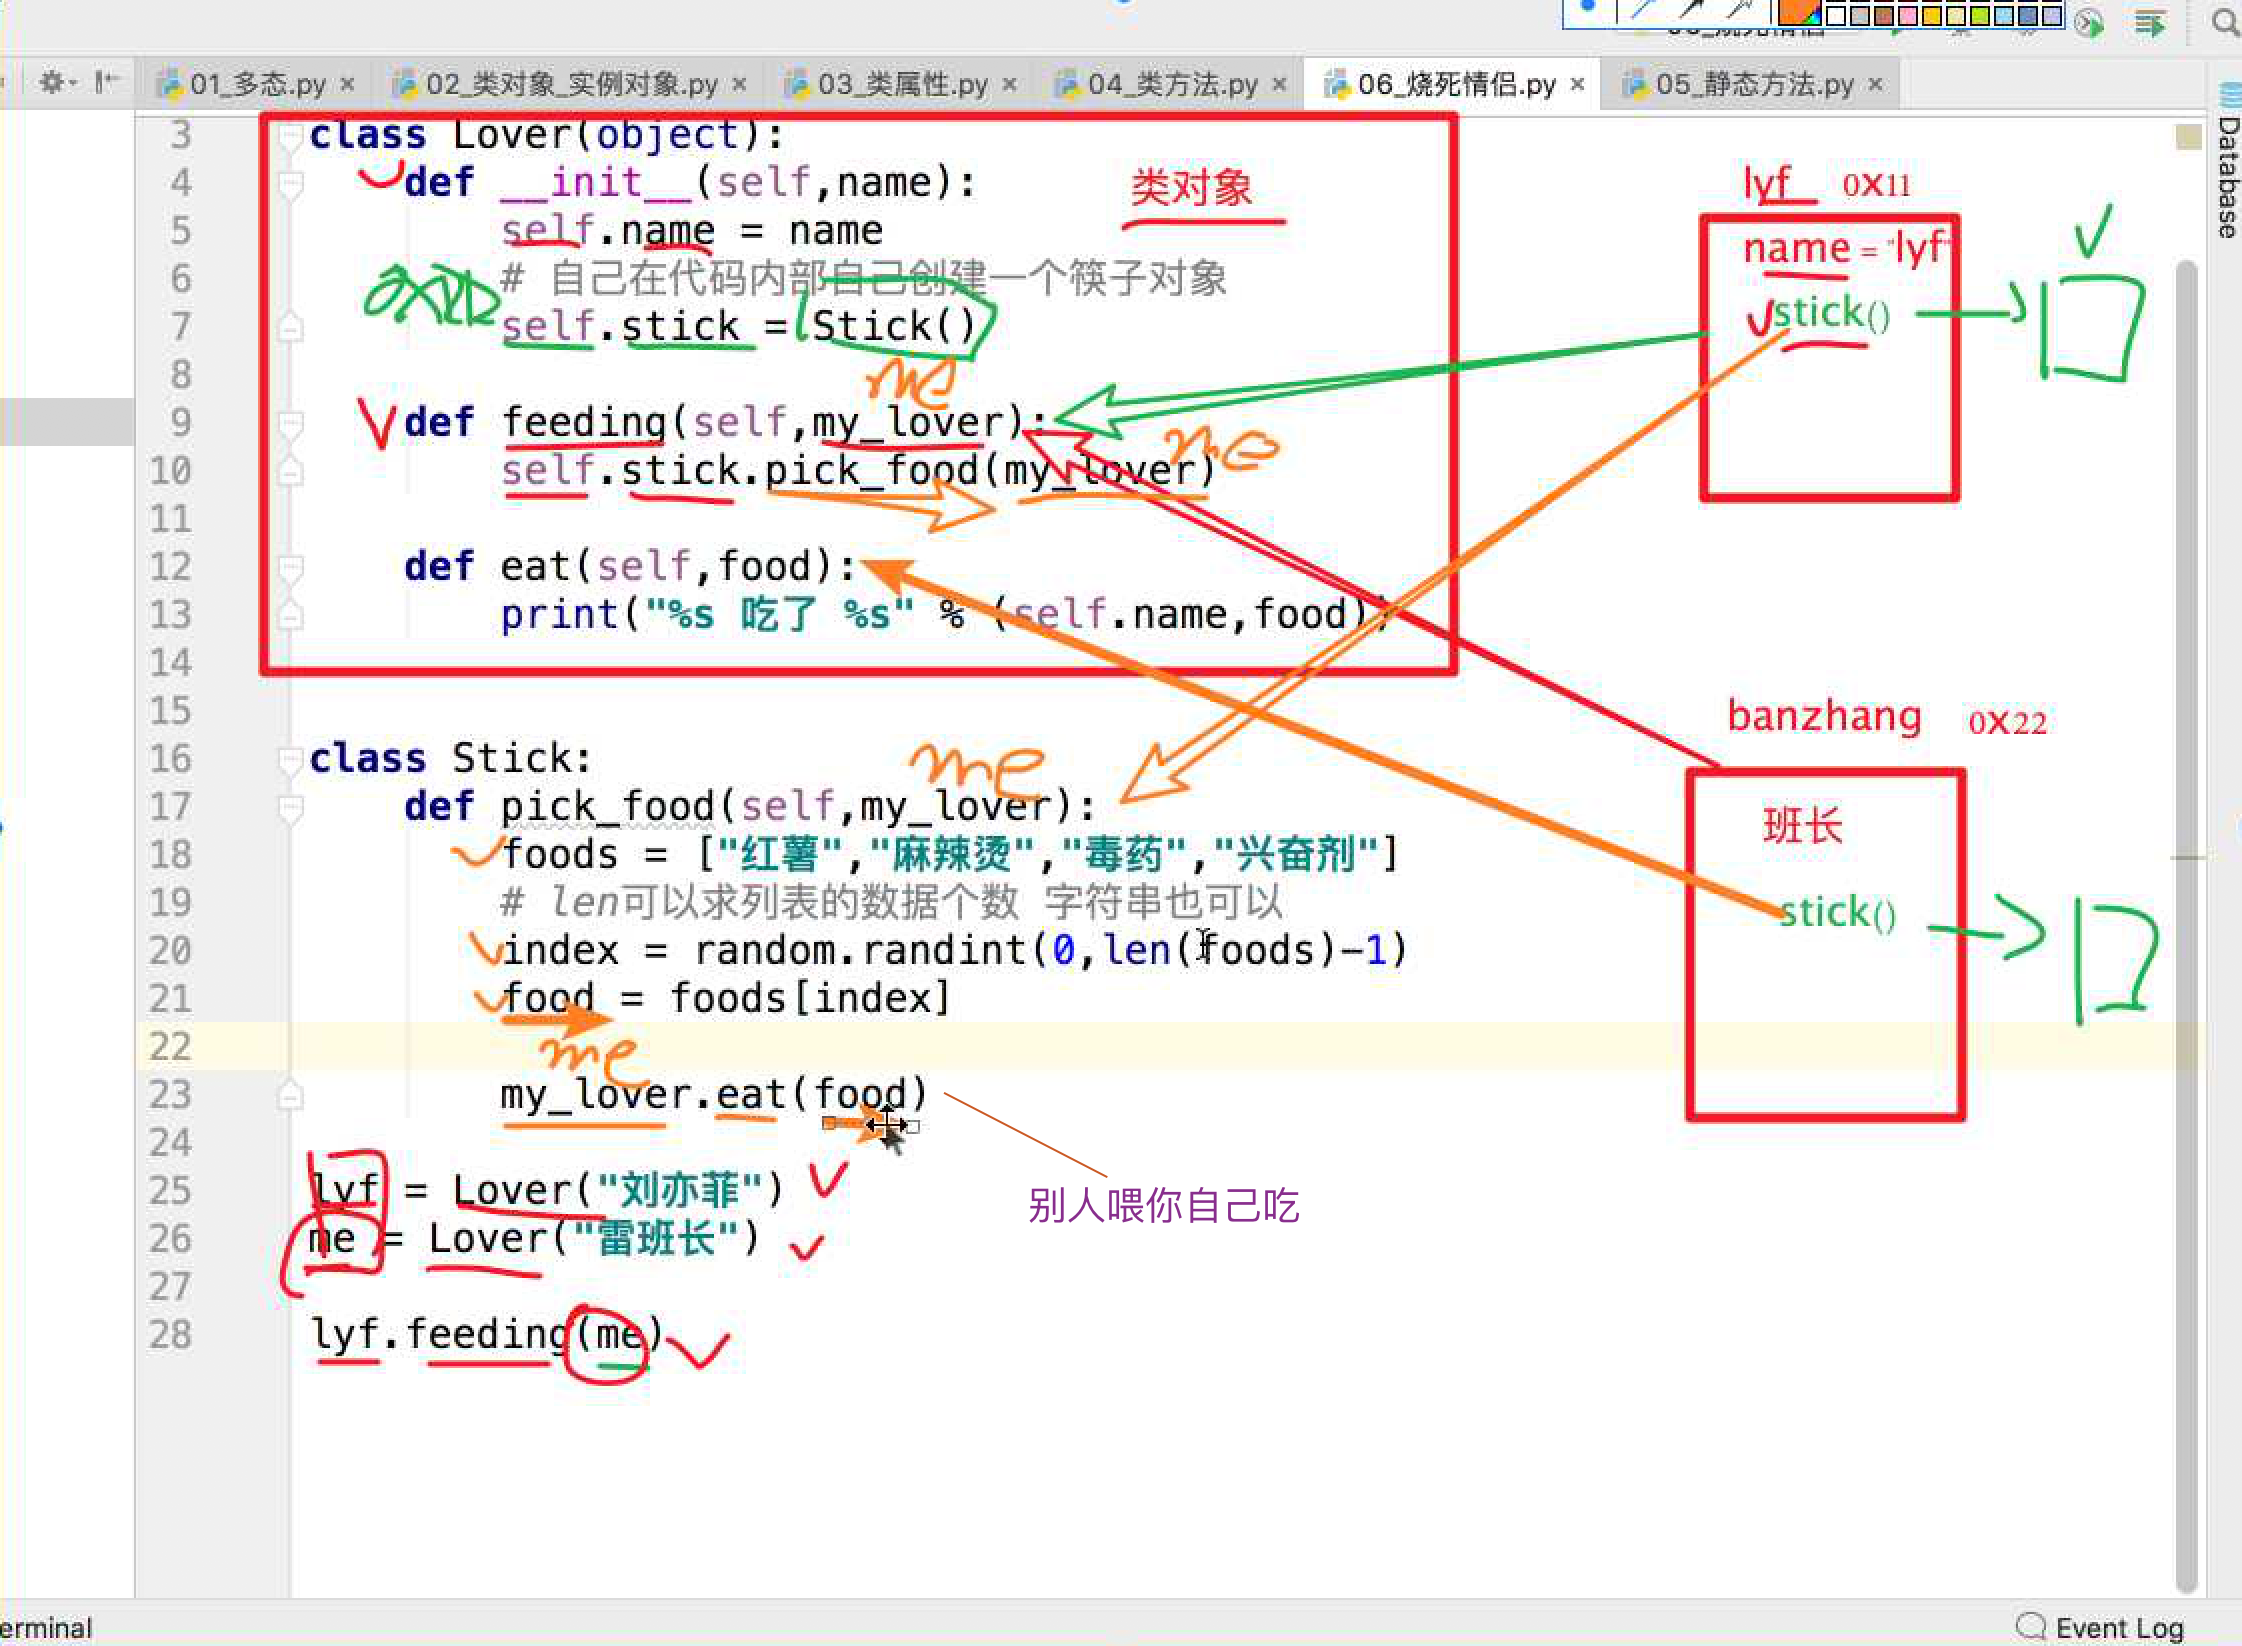 06_烧死情侣
01_多态.py × 02_类对象_实例对象.py × 03_类属性.py × 04_类方法.py × 06_烧死情侣.py × 05_静态方法.py ×
Database
3 class Lover(object):
4 def __init__(self,name):
类对象
5 self.name = name
6 # 自己在代码内部自己创建一个筷子对象
7 self.stick = Stick()
8
me
9 def feeding(self,my_lover):
me
10 self.stick.pick_food(my_lover)
11
12 def eat(self,food):
13 print("%s 吃了 %s" % (self.name,food))
14
15
16 class Stick:
me
17 def pick_food(self,my_lover):
18 foods = ["红薯","麻辣烫","毒药","兴奋剂"]
19 # len可以求列表的数据个数 字符串也可以
20 index = random.randint(0,len(foods)-1)
21 food = foods[index]
22
me
23 my_lover.eat(food)
24
别人喂你自己吃
25 lyf = Lover("刘亦菲")
26 me = Lover("雷班长")
27
28 lyf.feeding(me)
lyf 0X11
name = "lyf"
stick()
banzhang 0X22
班长
stick()
erminal
Event Log